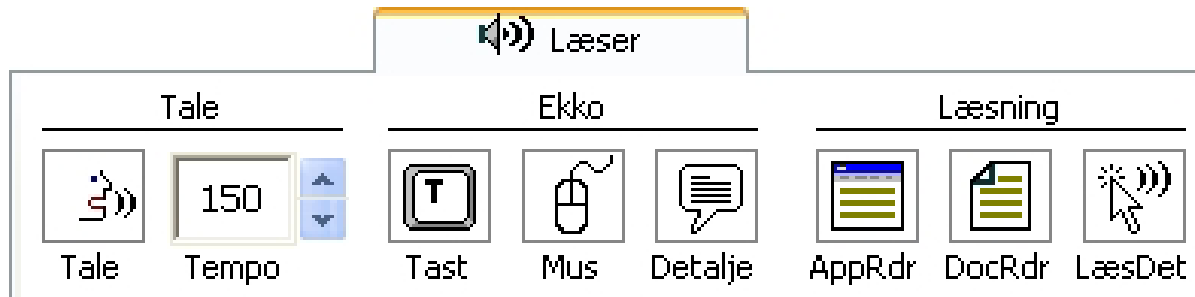 Læser
Tale Ekko Læsning
150 T
Tale Tempo Tast Mus Detalje AppRdr DocRdr LæsDet